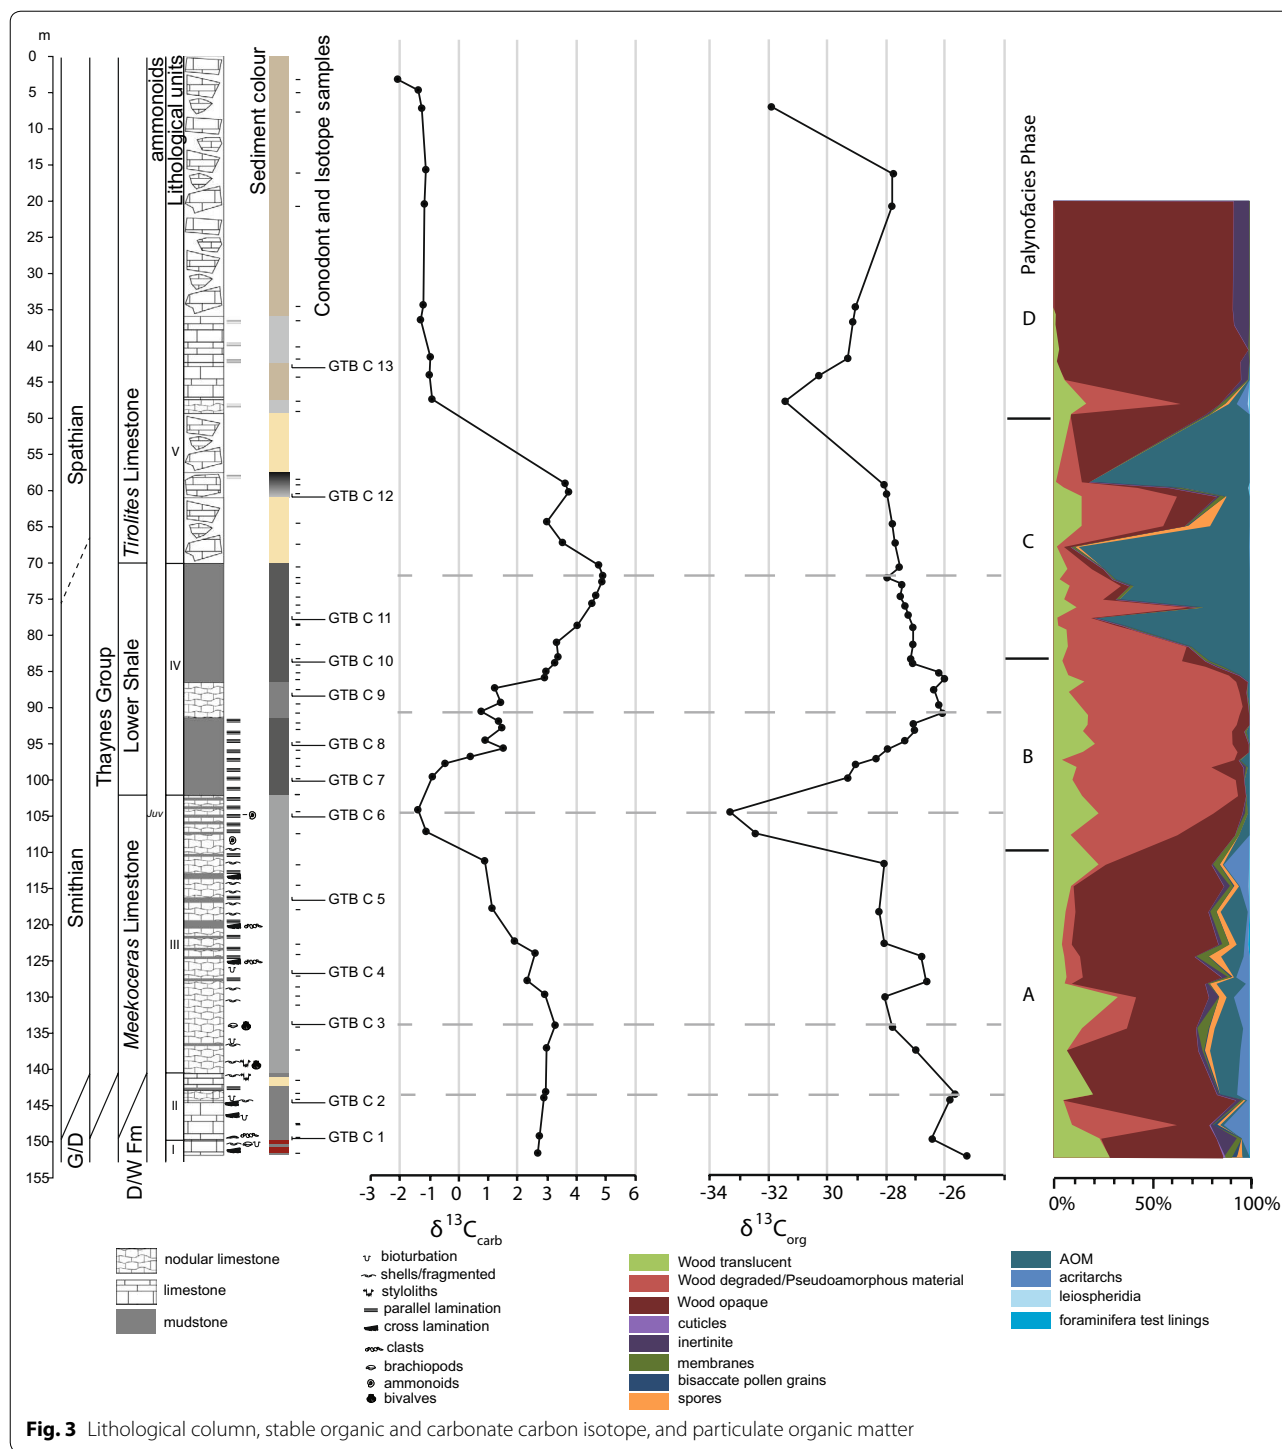 m
0
5
10
15
20
25
30
35
40
45
50
55
60
65
70
75
80
85
90
95
100
105
110
115
120
125
130
135
140
145
150
155
Spathian
Smithian
G/D
Thaynes Group
Tirolites Limestone
Lower Shale
Meekoceras Limestone
D/W Fm
ammonoids
Lithological units
Juv
V
IV
III
II
I
Sediment colour
Conodont and Isotope samples
GTB C 13
GTB C 12
GTB C 11
GTB C 10
GTB C 9
GTB C 8
GTB C 7
GTB C 6
GTB C 5
GTB C 4
GTB C 3
GTB C 2
GTB C 1
-3 -2 -1 0 1 2 3 4 5 6
δ13Ccarb
-34 -32 -30 -28 -26
δ13Corg
Palynofacies Phase
D
C
B
A
0% 50% 100%
nodular limestone
limestone
mudstone
bioturbation
shells/fragmented
styloliths
parallel lamination
cross lamination
clasts
brachiopods
ammonoids
bivalves
Wood translucent
Wood degraded/Pseudoamorphous material
Wood opaque
cuticles
inertinite
membranes
bisaccate pollen grains
spores
AOM
acritarchs
leiospheridia
foraminifera test linings
Fig. 3 Lithological column, stable organic and carbonate carbon isotope, and particulate organic matter